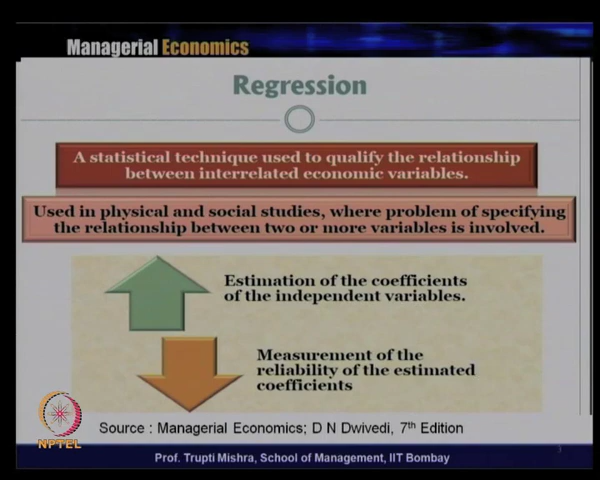 Managerial Economics
Regression
A statistical technique used to qualify the relationship
between interrelated economic variables.
Used in physical and social studies, where problem of specifying
the relationship between two or more variables is involved.
Estimation of the coefficients
of the independent variables.
Measurement of the
reliability of the estimated
coefficients
Source : Managerial Economics; D N Dwivedi, 7th Edition
NPTEL
Prof. Trupti Mishra, School of Management, IIT Bombay
3